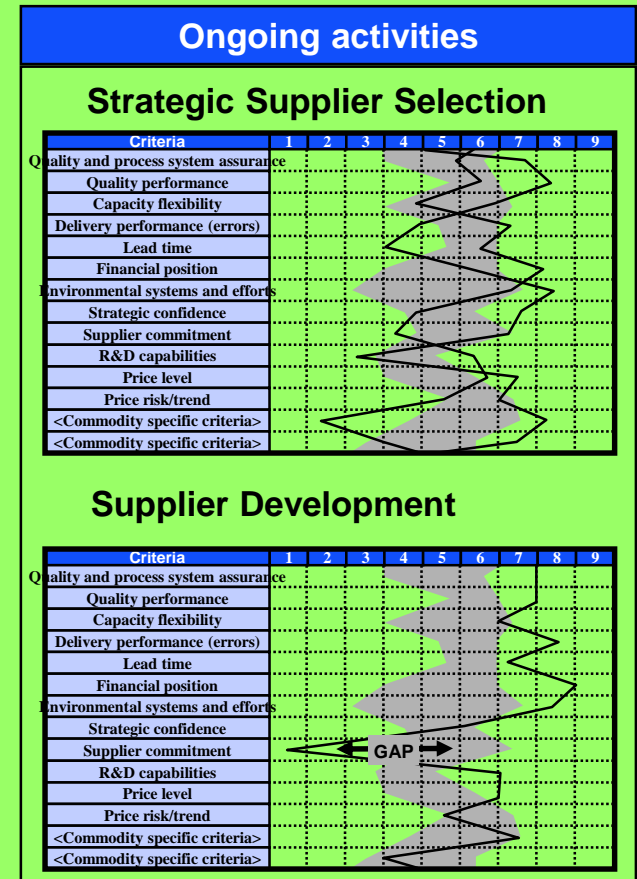 Ongoing activities
Strategic Supplier Selection
Criteria 1 2 3 4 5 6 7 8 9
Quality and process system assurance
Quality performance
Capacity flexibility
Delivery performance (errors)
Lead time
Financial position
Environmental systems and efforts
Strategic confidence
Supplier commitment
R&D capabilities
Price level
Price risk/trend
<Commodity specific criteria>
<Commodity specific criteria>
Supplier Development
Criteria 1 2 3 4 5 6 7 8 9
Quality and process system assurance
Quality performance
Capacity flexibility
Delivery performance (errors)
Lead time
Financial position
Environmental systems and efforts
Strategic confidence
Supplier commitment GAP
R&D capabilities
Price level
Price risk/trend
<Commodity specific criteria>
<Commodity specific criteria>